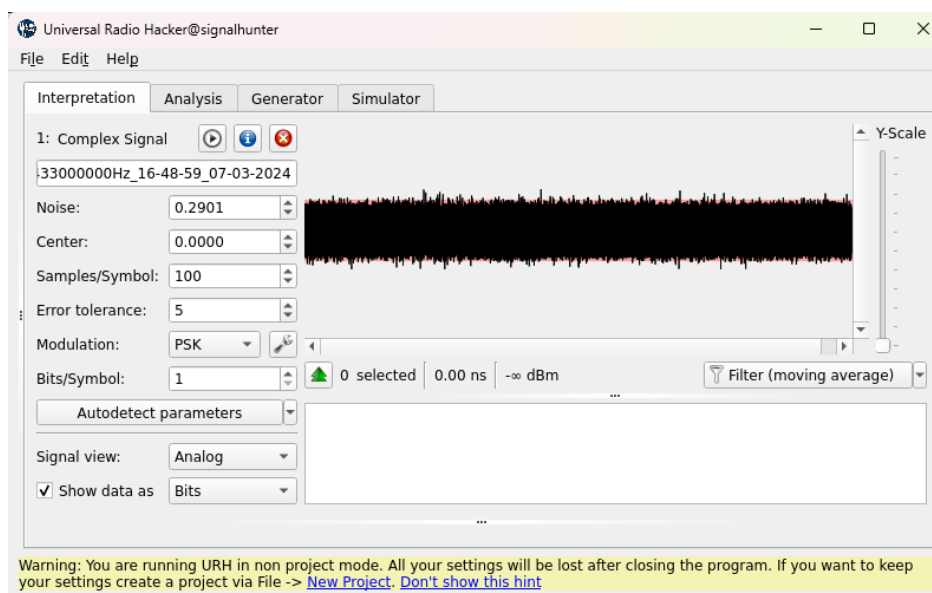 Universal Radio Hacker@signalhunter
File Edit Help
Interpretation Analysis Generator Simulator
1: Complex Signal
Y-Scale
33000000Hz_16-48-59_07-03-2024
Noise: 0.2901
Center: 0.0000
Samples/Symbol: 100
Error tolerance: 5
Modulation: PSK
Bits/Symbol: 1
0 selected 0.00 ns -∞ dBm Filter (moving average)
Autodetect parameters
Signal view: Analog
Show data as Bits
Warning: You are running URH in non project mode. All your settings will be lost after closing the program. If you want to keep
your settings create a project via File -> New Project. Don't show this hint